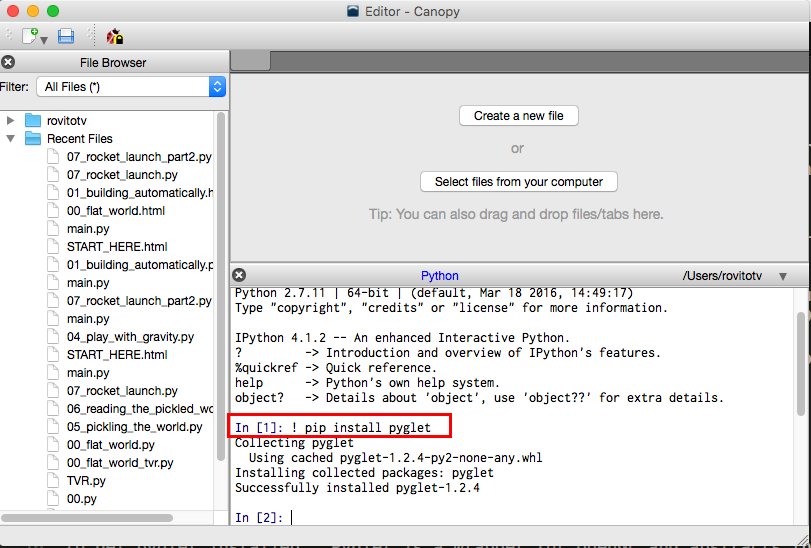 Editor - Canopy
File Browser
Filter:
All Files (*)
rovitotv
Recent Files
07_rocket_launch_part2.py
07_rocket_launch.py
01_building_automatically.h
00_flat_world.html
main.py
START_HERE.html
01_building_automatically.p
main.py
07_rocket_launch_part2.py
main.py
04_play_with_gravity.py
START_HERE.html
main.py
07_rocket_launch.py
06_reading_the_pickled_wo
05_pickling_the_world.py
00_flat_world.py
00_flat_world_tvr.py
TVR.py
00.py
Create a new file
or
Select files from your computer
Tip: You can also drag and drop files/tabs here.
Python
/Users/rovitotv
Python 2.7.11 | 64-bit | (default, Mar 18 2016, 14:49:17)
Type "copyright", "credits" or "license" for more information.
IPython 4.1.2 -- An enhanced Interactive Python.
? -> Introduction and overview of IPython's features.
%quickref -> Quick reference.
help -> Python's own help system.
object? -> Details about 'object', use 'object??' for extra details.
In [1]: ! pip install pyglet
Collecting pyglet
Using cached pyglet-1.2.4-py2-none-any.whl
Installing collected packages: pyglet
Successfully installed pyglet-1.2.4
In [2]: